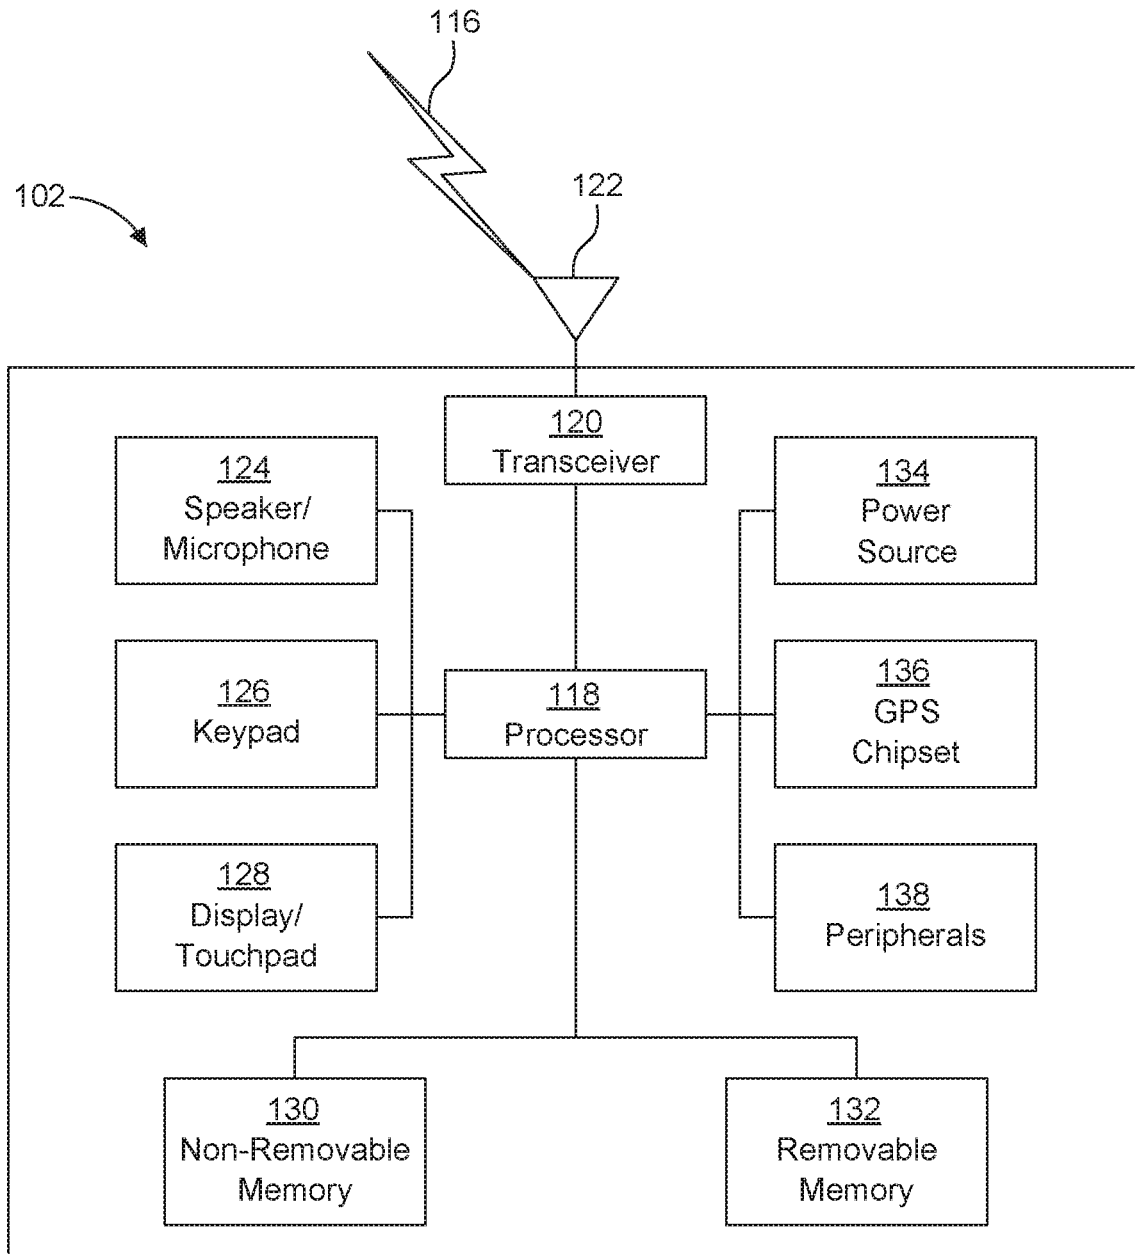 116
122
102
120
Transceiver
124
Speaker/
Microphone
134
Power
Source
126
Keypad
118
Processor
136
GPS
Chipset
128
Display/
Touchpad
138
Peripherals
130
Non-Removable
Memory
132
Removable
Memory